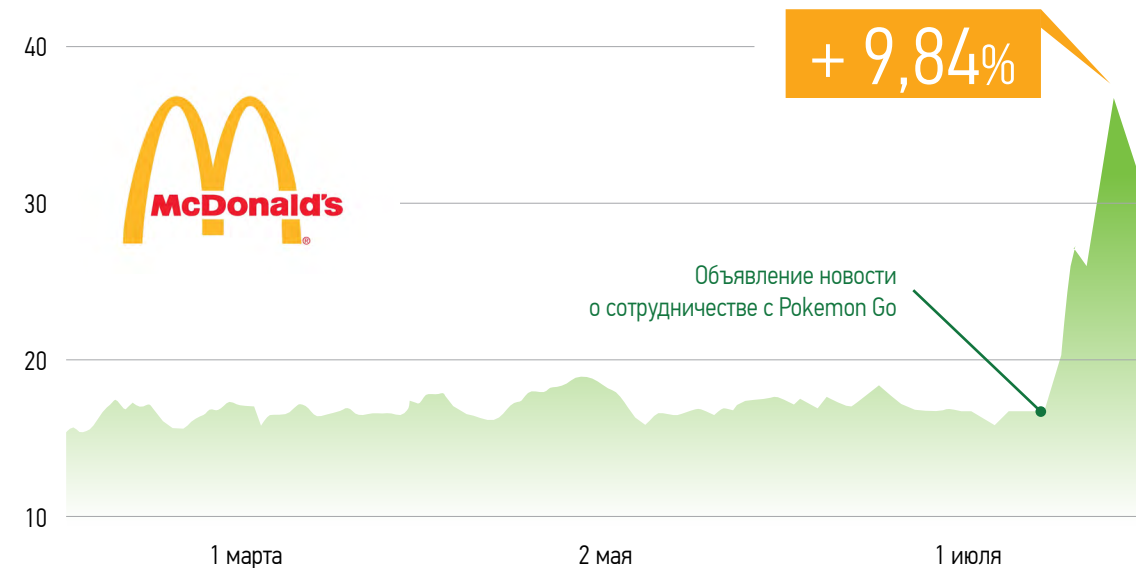 + 9,84%
40
McDonald's
®
30
Объявление новости
о сотрудничестве с Pokemon Go
20
10
1 марта
2 мая
1 июля